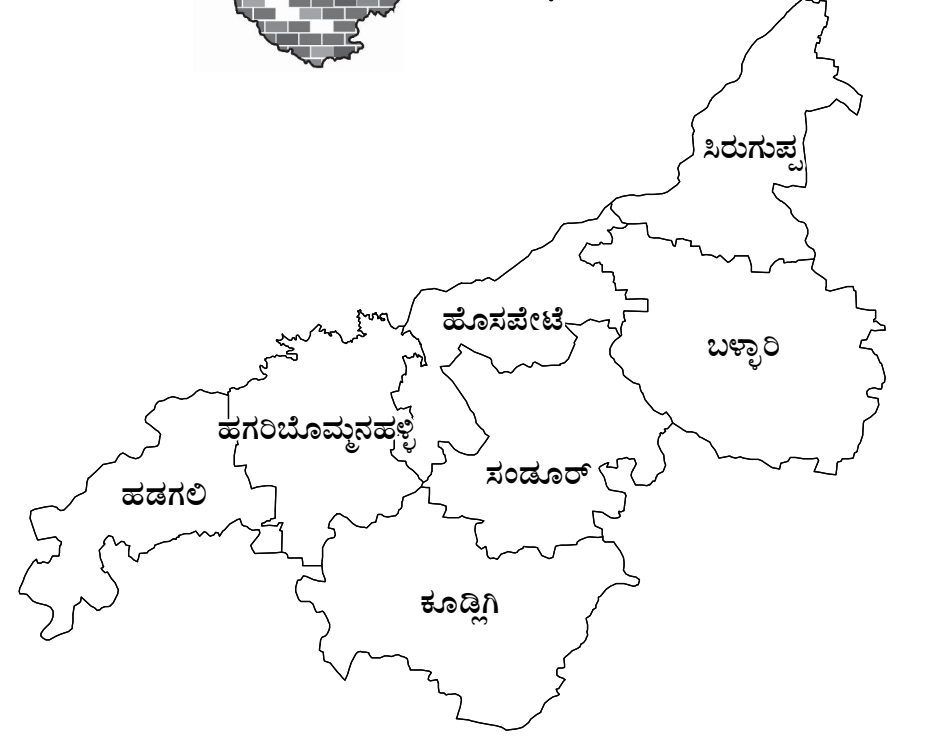 ಸಿರುಗುಪ್ಪ
ಹೊಸಪೇಟೆ
ಬಳ್ಳಾರಿ
ಹಗರಿಬೊಮ್ಮನಹಳ್ಳಿ
ಸಂಡೂರ್
ಹಡಗಲಿ
ಕೂಡ್ಲಿಗಿ